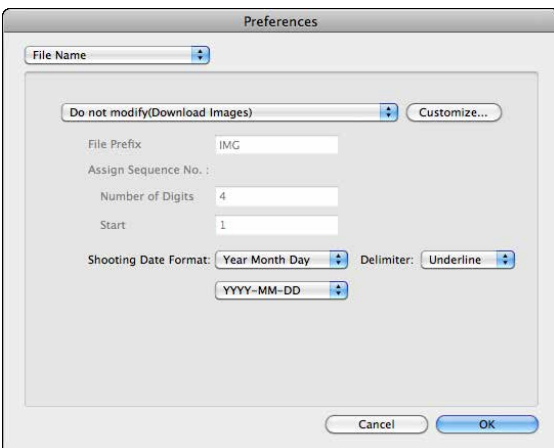 Preferences
File Name
Do not modify(Download Images) Customize...
File Prefix IMG
Assign Sequence No. :
Number of Digits 4
Start 1
Shooting Date Format: Year Month Day Delimiter: Underline
YYYY-MM-DD
Cancel OK